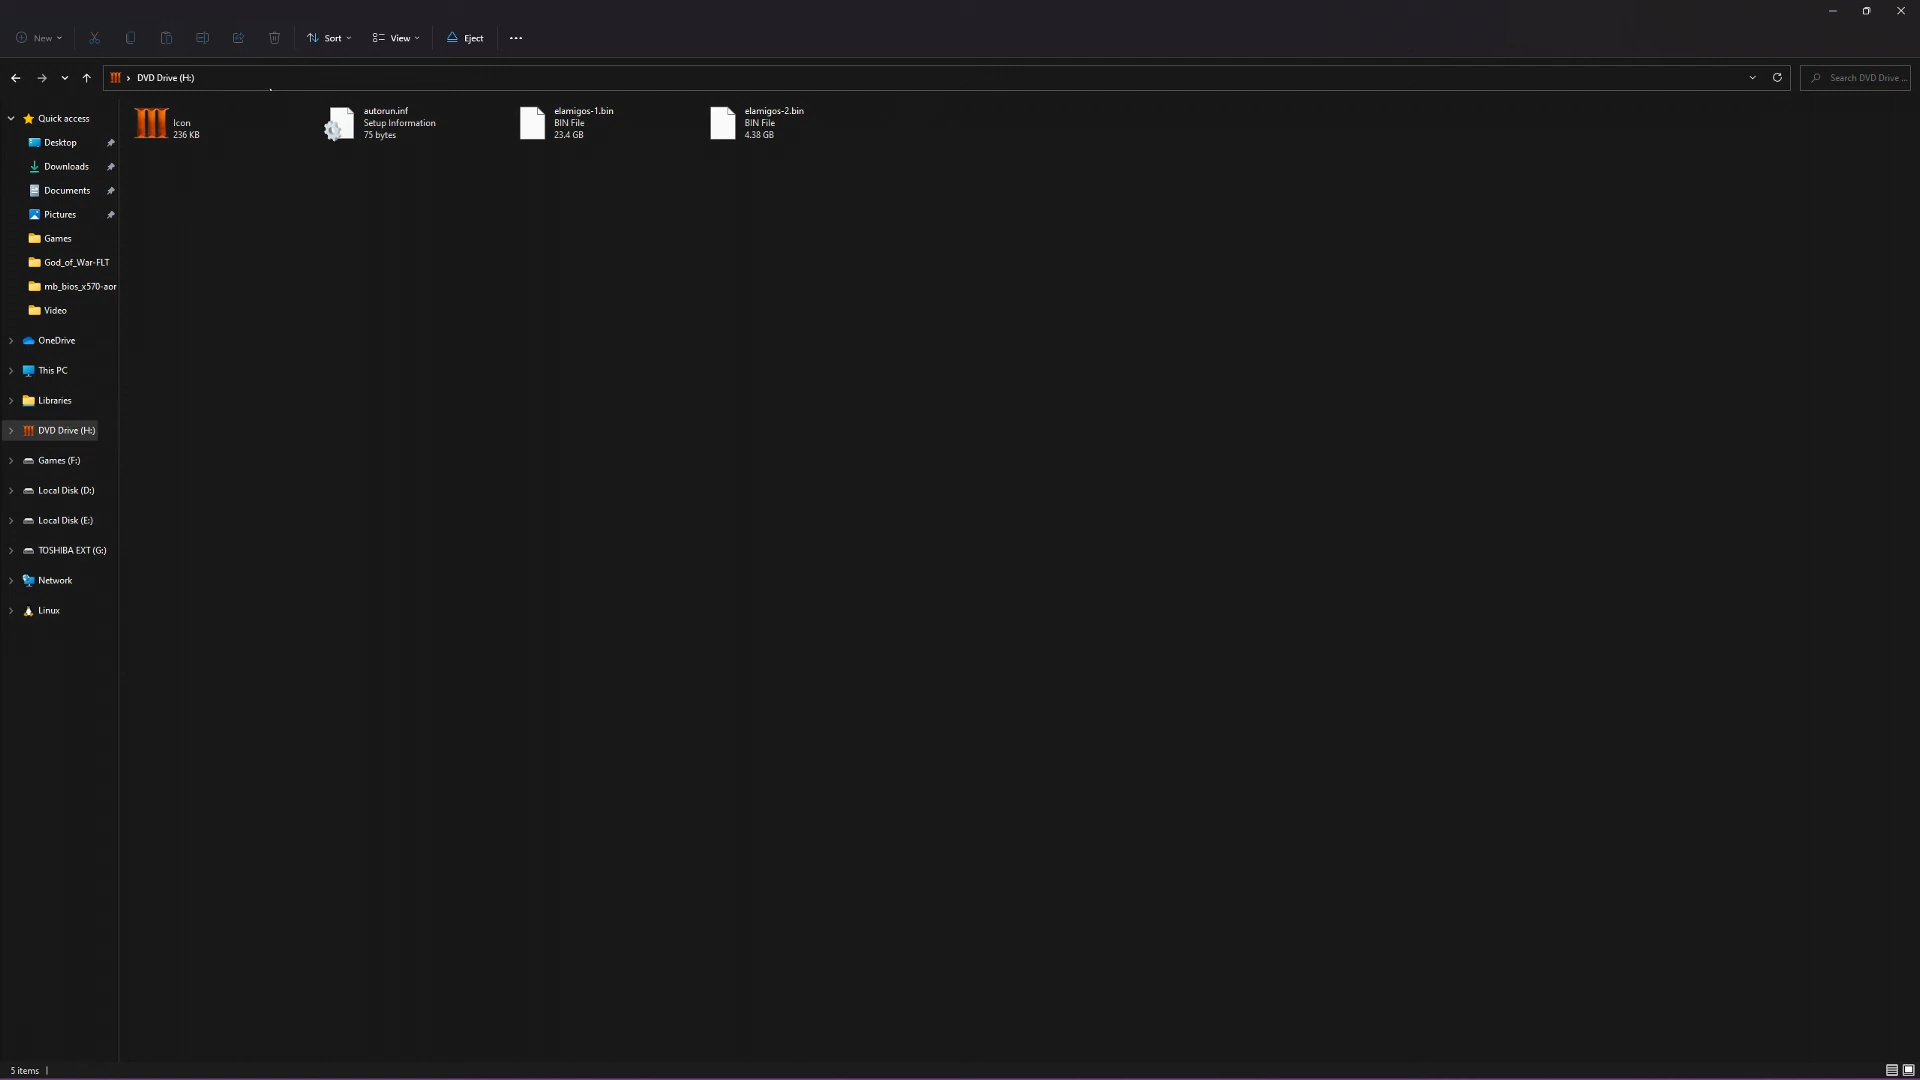 New
Sort
View
Eject
DVD Drive (H:)
Search DVD Drive ...
Quick access
Desktop
Downloads
Documents
Pictures
Games
God_of_War-FLT
mb_bios_x570-aor
Video
OneDrive
This PC
Libraries
DVD Drive (H:)
Games (F:)
Local Disk (D:)
Local Disk (E:)
TOSHIBA EXT (G:)
Network
Linux
Icon
236 KB
autorun.inf
Setup Information
75 bytes
elamigos-1.bin
BIN File
23.4 GB
elamigos-2.bin
BIN File
4.38 GB
5 items